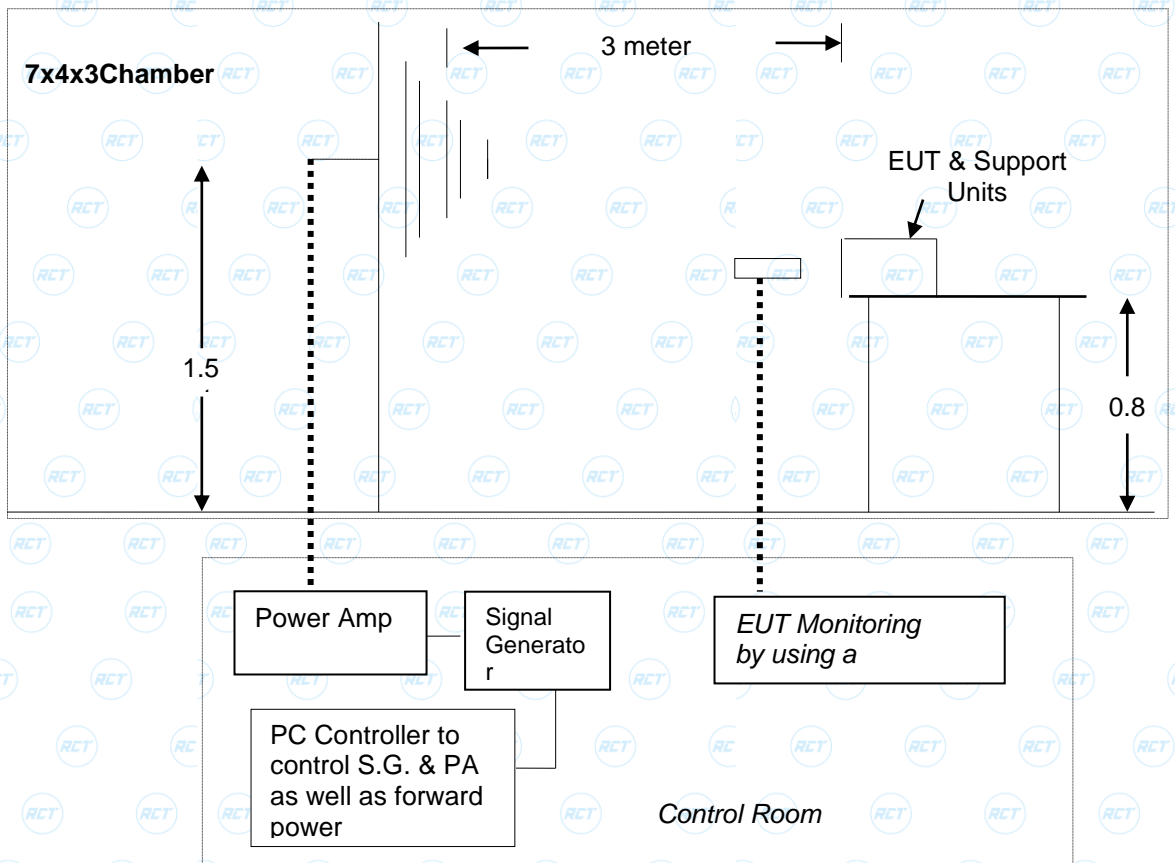 3 meter
7x4x3Chamber
EUT & Support
Units
1.5
0.8
Power Amp
Signal
Generato
r
EUT Monitoring
by using a
PC Controller to
control S.G. & PA
as well as forward
power
Control Room
RCT